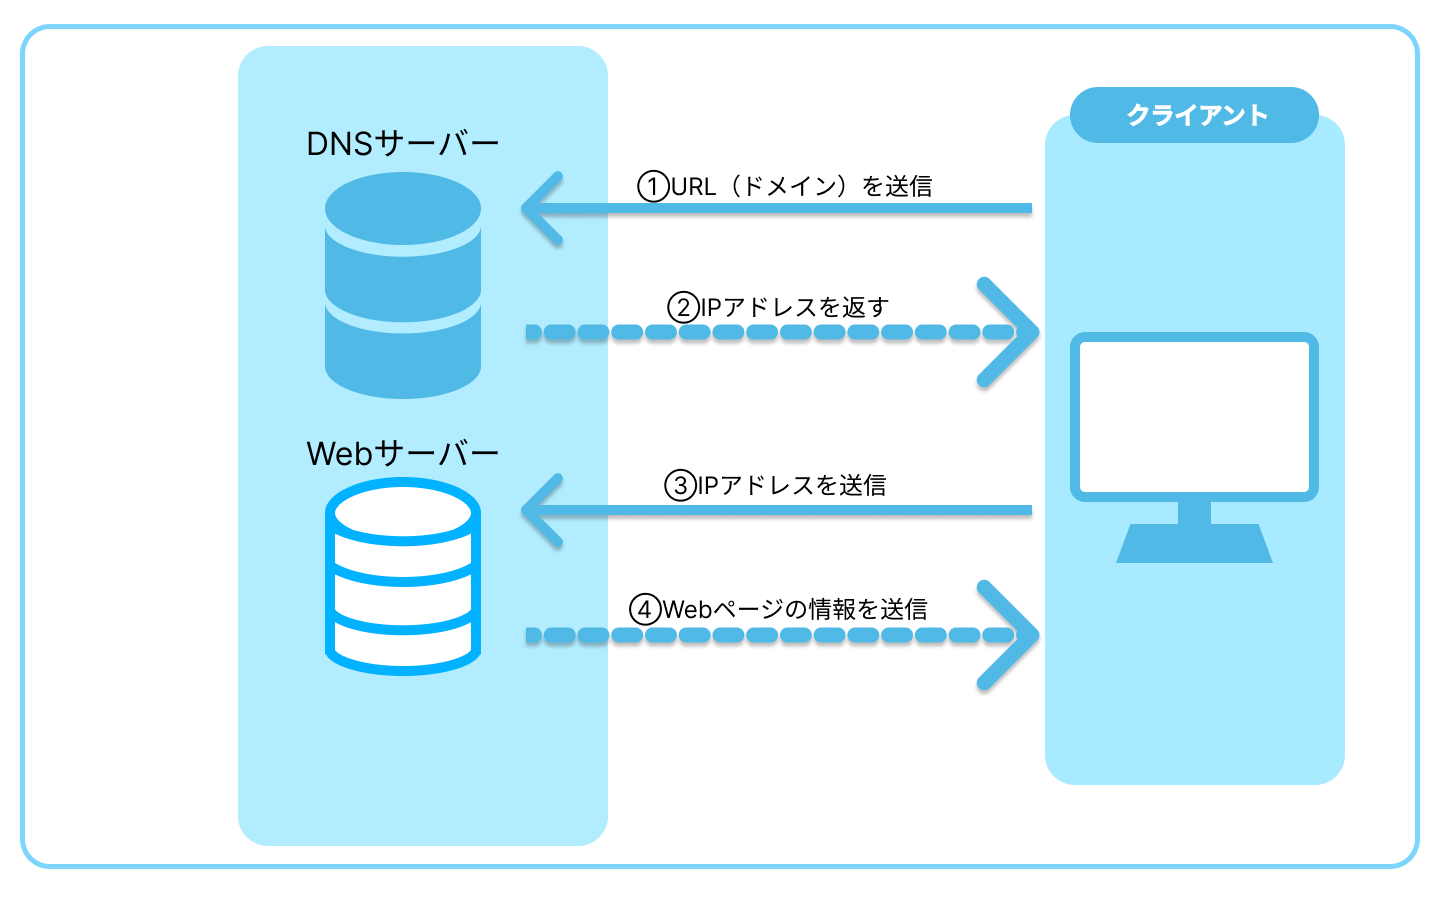 クライアント
DNSサーバー
①URL（ドメイン）を送信
②IPアドレスを返す
Webサーバー
③IPアドレスを送信
④Webページの情報を送信